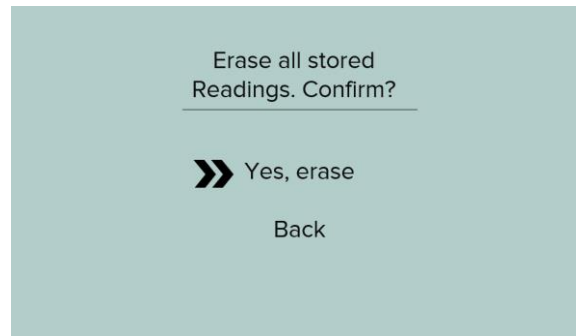 Erase all stored
Readings. Confirm?
Yes, erase
Back